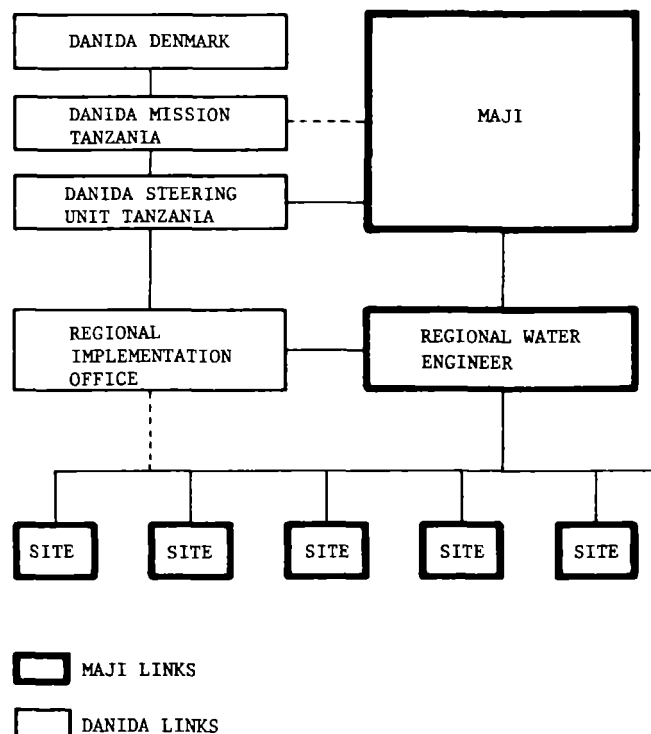 DANIDA DENMARK
DANIDA MISSION
TANZANIA
MAJI
DANIDA STEERING
UNIT TANZANIA
REGIONAL
IMPLEMENTATION
OFFICE
REGIONAL WATER
ENGINEER
SITE
SITE
SITE
SITE
SITE
MAJI LINKS
DANIDA LINKS